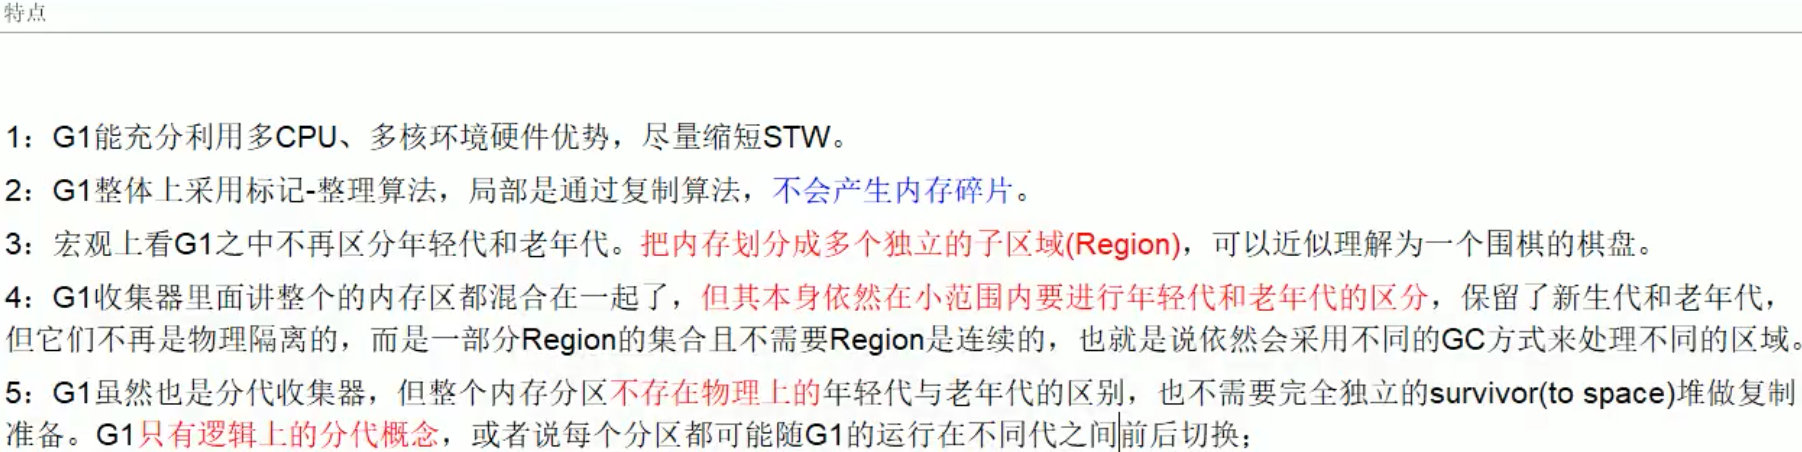 特点
1：G1能充分利用多CPU、多核环境硬件优势，尽量缩短STW。
2：G1整体上采用标记-整理算法，局部是通过复制算法，不会产生内存碎片。
3：宏观上看G1之中不再区分年轻代和老年代。把内存划分成多个独立的子区域(Region)，可以近似理解为一个围棋的棋盘。
4：G1收集器里面讲整个的内存区都混合在一起了，但其本身依然在小范围内要进行年轻代和老年代的区分，保留了新生代和老年代，
但它们不再是物理隔离的，而是一部分Region的集合且不需要Region是连续的，也就是说依然会采用不同的GC方式来处理不同的区域。
5：G1虽然也是分代收集器，但整个内存分区不存在物理上的年轻代与老年代的区别，也不需要完全独立的survivor(to space)堆做复制
准备。G1只有逻辑上的分代概念，或者说每个分区都可能随G1的运行在不同代之间前后切换；